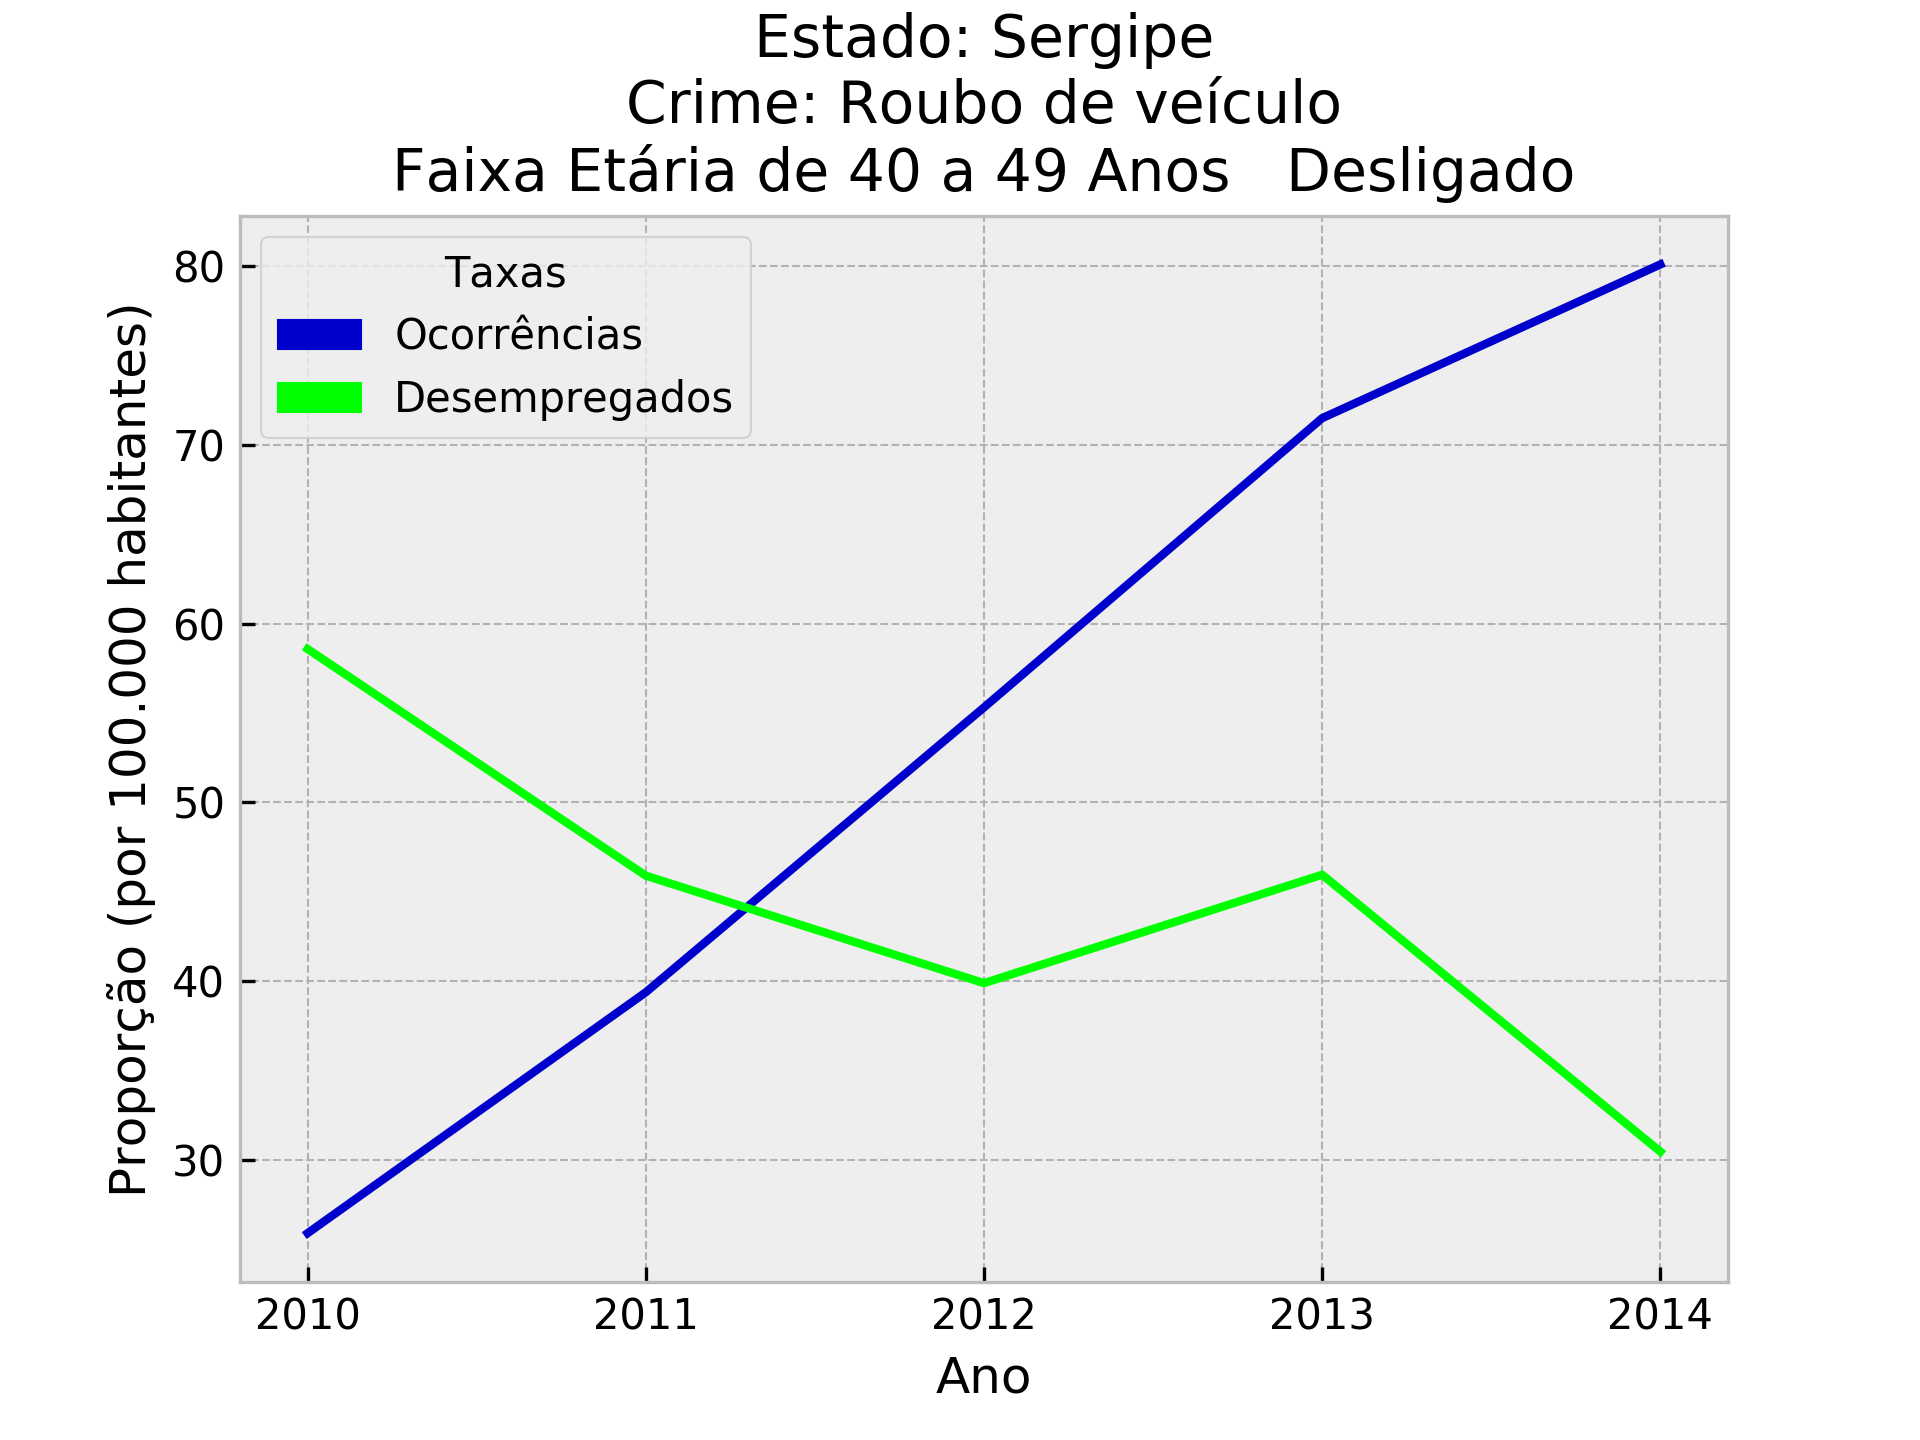 Estado: Sergipe
Crime: Roubo de veículo
Faixa Etária de 40 a 49 Anos   Desligado
Taxas
Ocorrências
Desempregados
Proporção (por 100.000 habitantes)
80
70
60
50
40
30
2010
2011
2012
2013
2014
Ano